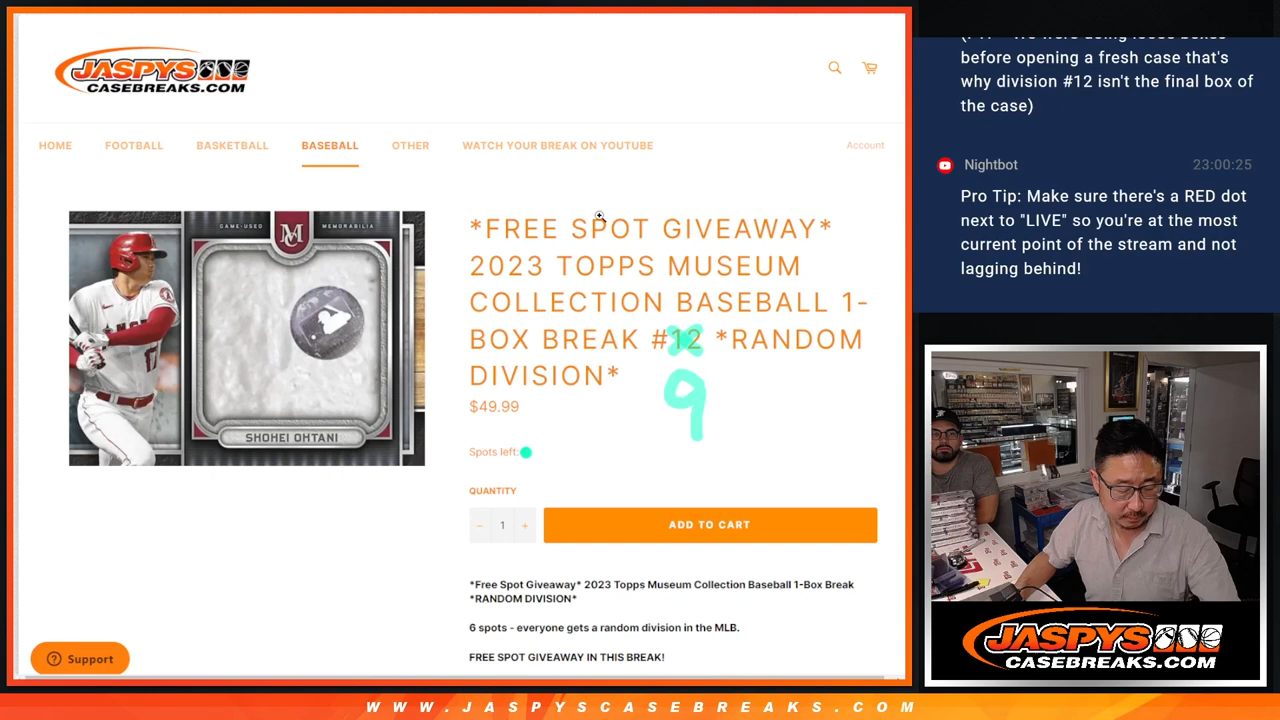 JASPYS
CASEBREAKS.COM
HOME FOOTBALL BASKETBALL BASEBALL OTHER WATCH YOUR BREAK ON YOUTUBE Account
GAME-USED MC MEMORABILIA
SHOHEI OHTANI
*FREE SPOT GIVEAWAY*
2023 TOPPS MUSEUM
COLLECTION BASEBALL 1-
BOX BREAK #12 *RANDOM
DIVISION*
9
$49.99
Spots left:
QUANTITY
− 1 +
ADD TO CART
*Free Spot Giveaway* 2023 Topps Museum Collection Baseball 1-Box Break
*RANDOM DIVISION*
6 spots - everyone gets a random division in the MLB.
FREE SPOT GIVEAWAY IN THIS BREAK!
Support
before opening a fresh case that's
why division #12 isn't the final box of
the case)
Nightbot 23:00:25
Pro Tip: Make sure there's a RED dot
next to "LIVE" so you're at the most
current point of the stream and not
lagging behind!
JASPYS
CASEBREAKS.COM
WWW.JASPYSCASEBREAKS.COM